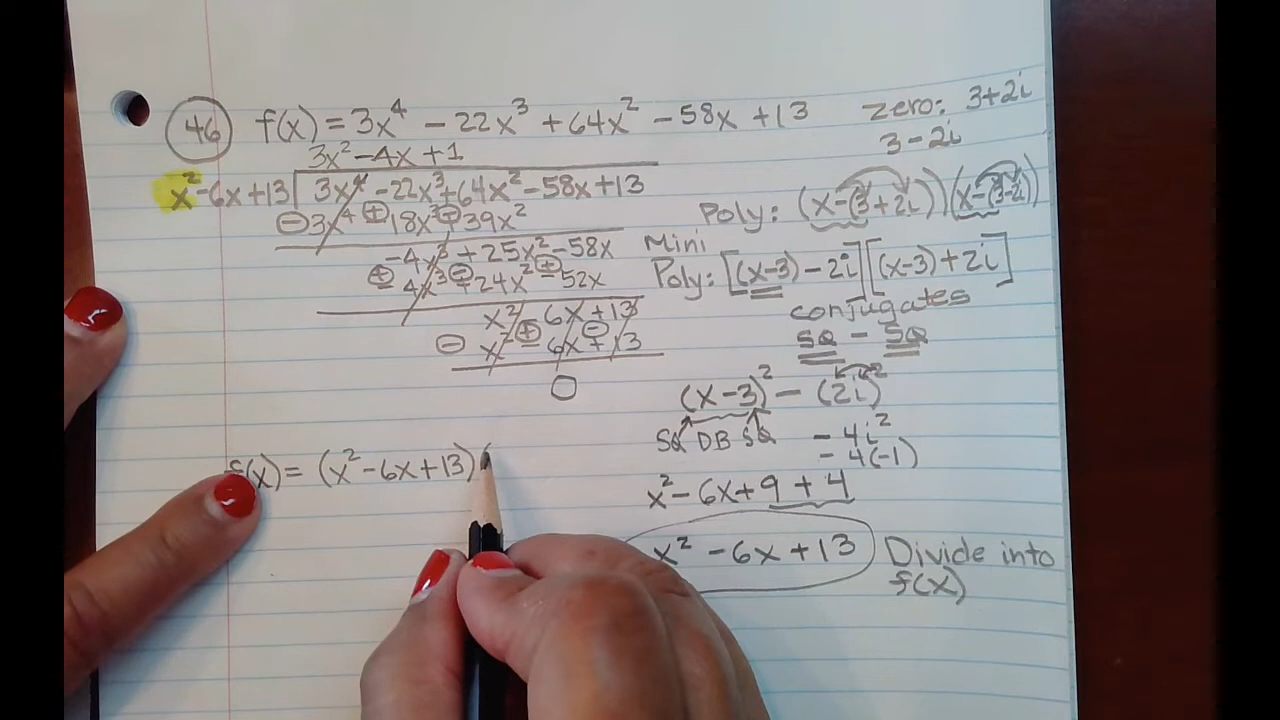 46 f(x) = 3x⁴ - 22x³ + 64x² - 58x + 13
3x² - 4x + 1
x² - 6x + 13 3x⁴ - 22x³ + 64x² - 58x + 13
⊖ 3x⁴ ⊕ 18x³ ⊖ 39x²
- 4x³ + 25x² - 58x
⊕ 4x³ ⊖ 24x² ⊕ 52x
x² - 6x + 13
⊖ x² ⊕ 6x ⊖ 13
0
f(x) = (x² - 6x + 13) (
zero: 3+2i
3-2i
Poly: (x-(3+2i))(x-(3-2i))
Mini
Poly: [(x-3)-2i][(x-3)+2i]
conjugates
SQ - SQ
(x-3)² - (2i)²
SQ DB SQ - 4i²
- 4(-1)
x² - 6x + 9 + 4
x² - 6x + 13 Divide into
f(x)